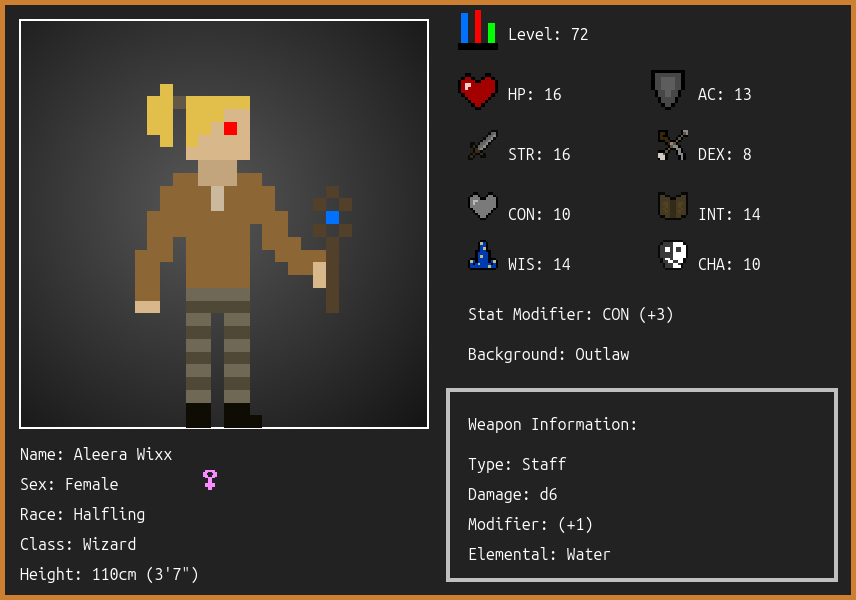 Level: 72
HP: 16
AC: 13
STR: 16
DEX: 8
CON: 10
INT: 14
WIS: 14
CHA: 10
Stat Modifier: CON (+3)
Background: Outlaw
Weapon Information:
Type: Staff
Damage: d6
Modifier: (+1)
Elemental: Water
Name: Aleera Wixx
Sex: Female
Race: Halfling
Class: Wizard
Height: 110cm (3'7")